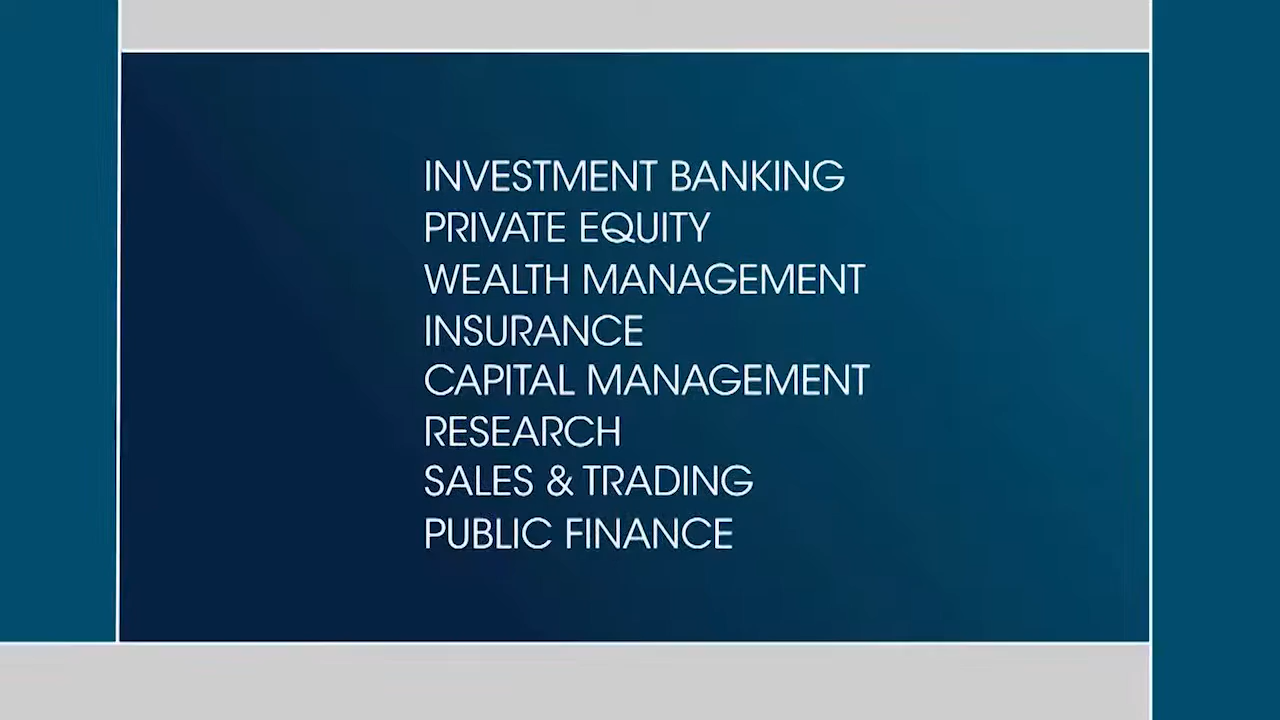 INVESTMENT BANKING
PRIVATE EQUITY
WEALTH MANAGEMENT
INSURANCE
CAPITAL MANAGEMENT
RESEARCH
SALES & TRADING
PUBLIC FINANCE